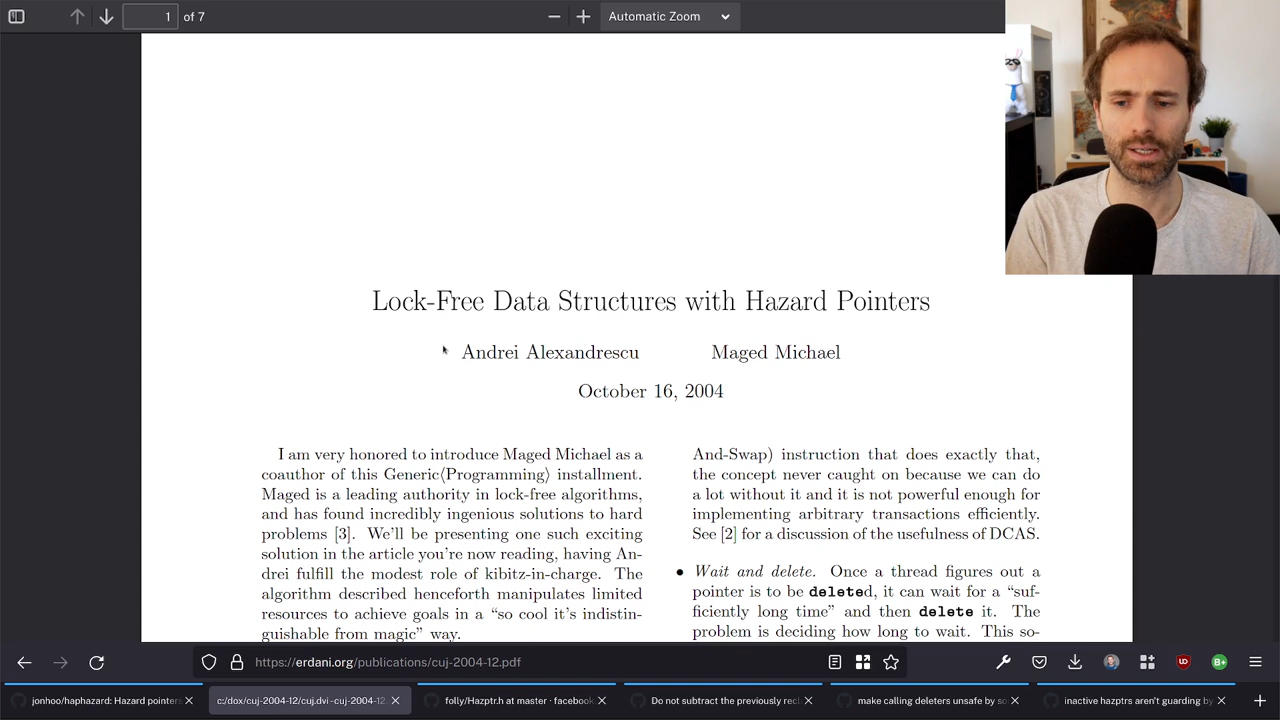 1 of 7
Automatic Zoom
Lock-Free Data Structures with Hazard Pointers
Andrei Alexandrescu Maged Michael
October 16, 2004
I am very honored to introduce Maged Michael as a
coauthor of this Generic⟨Programming⟩ installment.
Maged is a leading authority in lock-free algorithms,
and has found incredibly ingenious solutions to hard
problems [3]. We'll be presenting one such exciting
solution in the article you're now reading, having An-
drei fulfill the modest role of kibitz-in-charge. The
algorithm described henceforth manipulates limited
resources to achieve goals in a "so cool it's indistin-
guishable from magic" way.
And-Swap) instruction that does exactly that,
the concept never caught on because we can do
a lot without it and it is not powerful enough for
implementing arbitrary transactions efficiently.
See [2] for a discussion of the usefulness of DCAS.
• Wait and delete. Once a thread figures out a
pointer is to be deleted, it can wait for a "suf-
ficiently long time" and then delete it. The
problem is deciding how long to wait. This so-
https://erdani.org/publications/cuj-2004-12.pdf
jonhoo/haphazard: Hazard pointers
c:/dox/cuj-2004-12/cuj.dvi - cuj-2004-12.
folly/Hazptr.h at master · facebook
Do not subtract the previously recl
make calling deleters unsafe by so
inactive hazptrs aren't guarding by